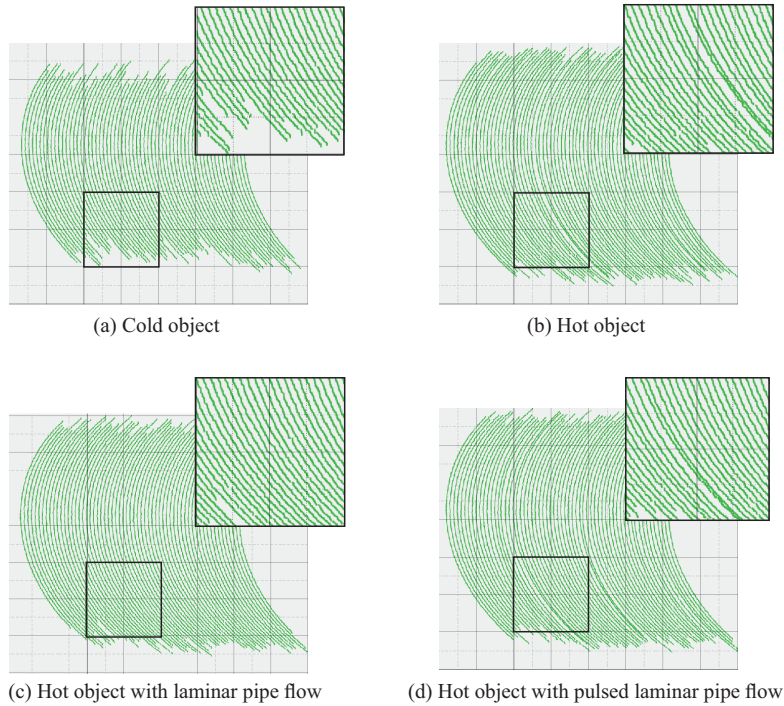 (a) Cold object
(b) Hot object
(c) Hot object with laminar pipe flow
(d) Hot object with pulsed laminar pipe flow